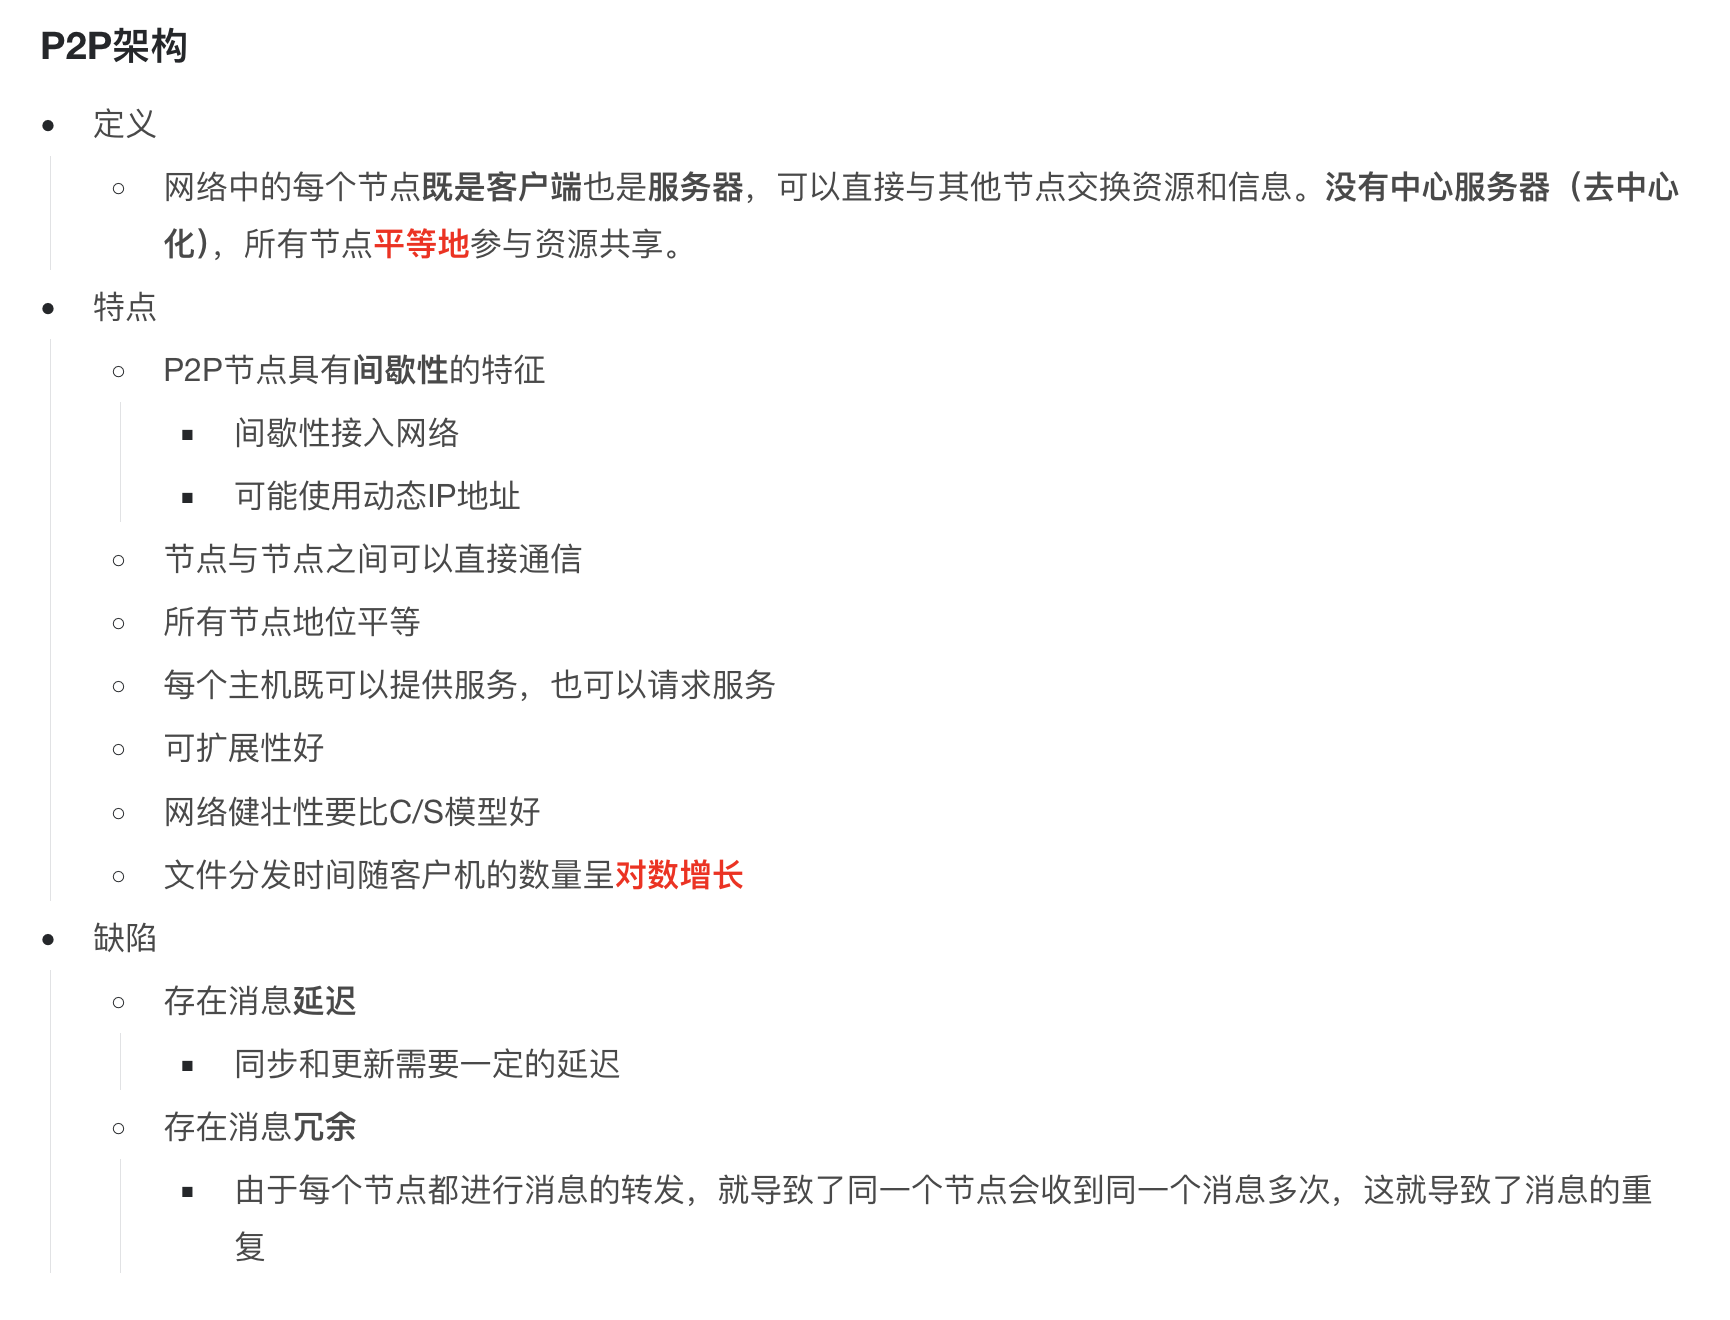 P2P架构
定义
网络中的每个节点既是客户端也是服务器，可以直接与其他节点交换资源和信息。没有中心服务器（去中心
化），所有节点平等地参与资源共享。
特点
P2P节点具有间歇性的特征
间歇性接入网络
可能使用动态IP地址
节点与节点之间可以直接通信
所有节点地位平等
每个主机既可以提供服务，也可以请求服务
可扩展性好
网络健壮性要比C/S模型好
文件分发时间随客户机的数量呈对数增长
缺陷
存在消息延迟
同步和更新需要一定的延迟
存在消息冗余
由于每个节点都进行消息的转发，就导致了同一个节点会收到同一个消息多次，这就导致了消息的重
复